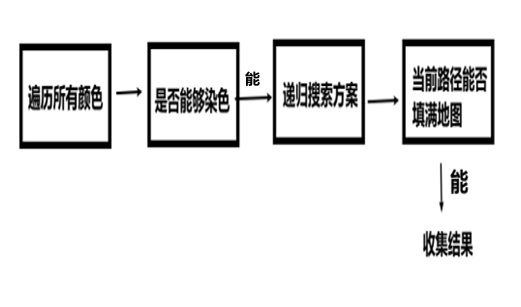 遍历所有颜色
是否能够染色
能
递归搜索方案
当前路径能否
填满地图
能
收集结果